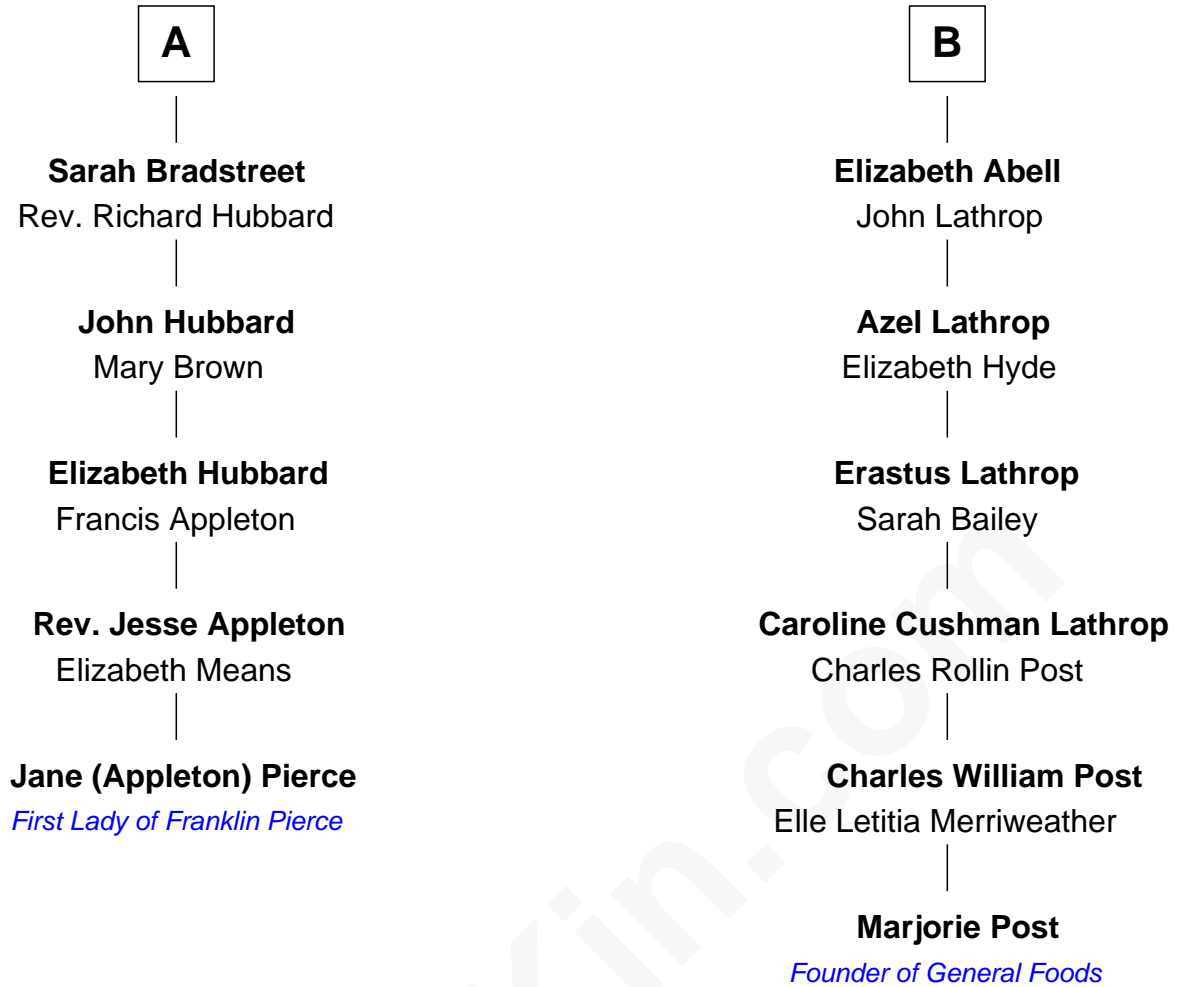 A
Sarah Bradstreet
Rev. Richard Hubbard
John Hubbard
Mary Brown
Elizabeth Hubbard
Francis Appleton
Rev. Jesse Appleton
Elizabeth Means
Jane (Appleton) Pierce
First Lady of Franklin Pierce
B
Elizabeth Abell
John Lathrop
Azel Lathrop
Elizabeth Hyde
Erastus Lathrop
Sarah Bailey
Caroline Cushman Lathrop
Charles Rollin Post
Charles William Post
Elle Letitia Merriweather
Marjorie Post
Founder of General Foods
Kin.com